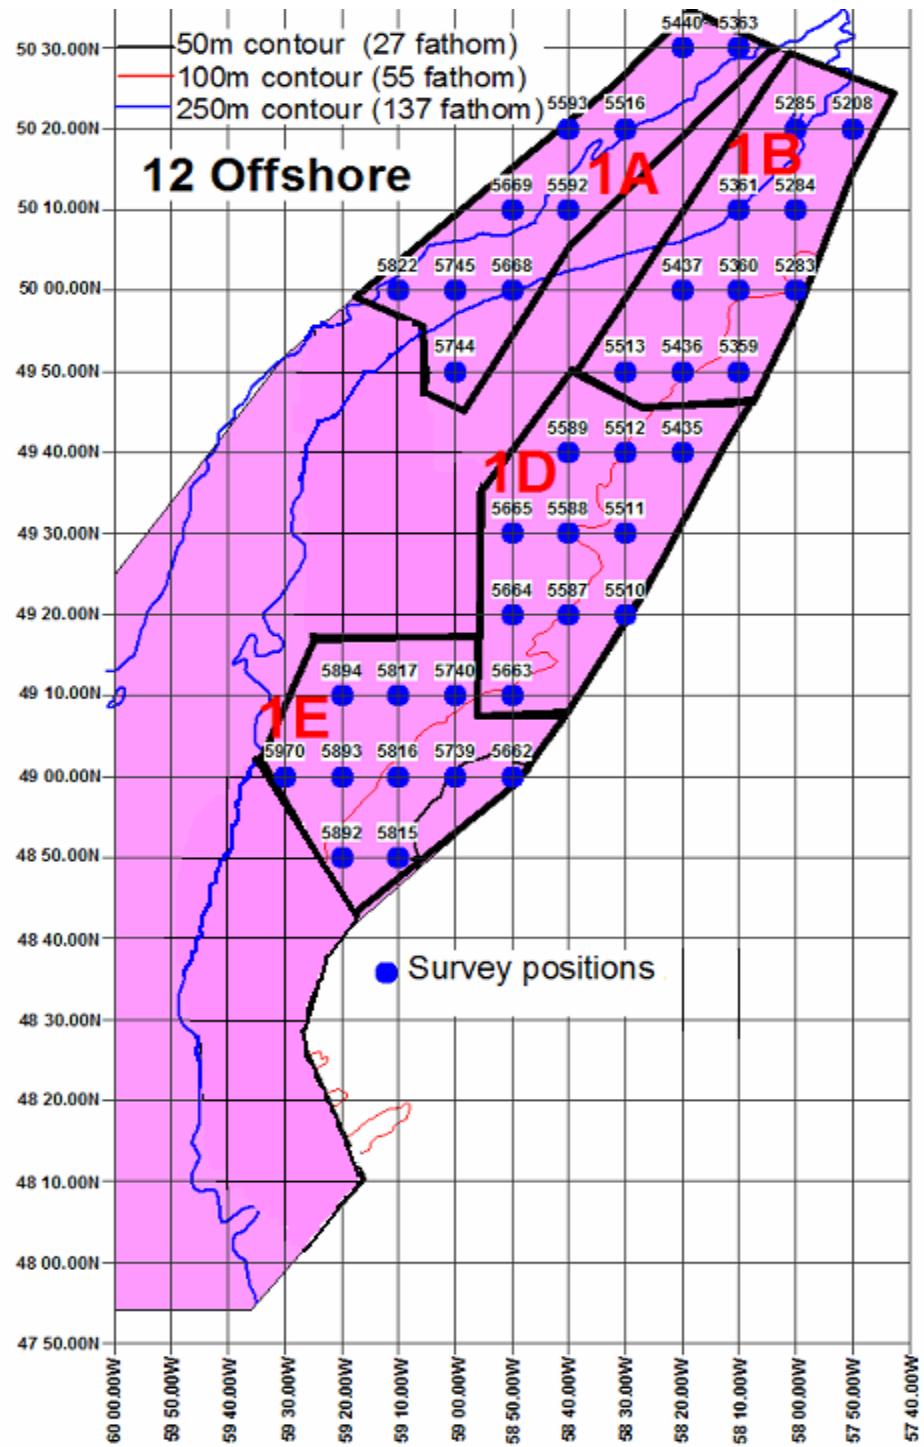 5440 5363
50 30.00N
50m contour (27 fathom)
100m contour (55 fathom)
250m contour (137 fathom)
5593 5516 5285 5208
50 20.00N
12 Offshore
1A 1B
5669 5592 5361 5284
50 10.00N
5822 5745 5668 5437 5360 5283
50 00.00N
5744 5513 5436 5359
49 50.00N
5589 5512 5435
49 40.00N
1D
5665 5588 5511
49 30.00N
5664 5587 5510
49 20.00N
5894 5817 5740 5663
49 10.00N
1E
5970 5893 5816 5739 5662
49 00.00N
5892 5815
48 50.00N
48 40.00N
Survey positions
48 30.00N
48 20.00N
48 10.00N
48 00.00N
47 50.00N
60 00.00W
59 50.00W
59 40.00W
59 30.00W
59 20.00W
59 10.00W
59 00.00W
58 50.00W
58 40.00W
58 30.00W
58 20.00W
58 10.00W
58 00.00W
57 50.00W
57 40.00W